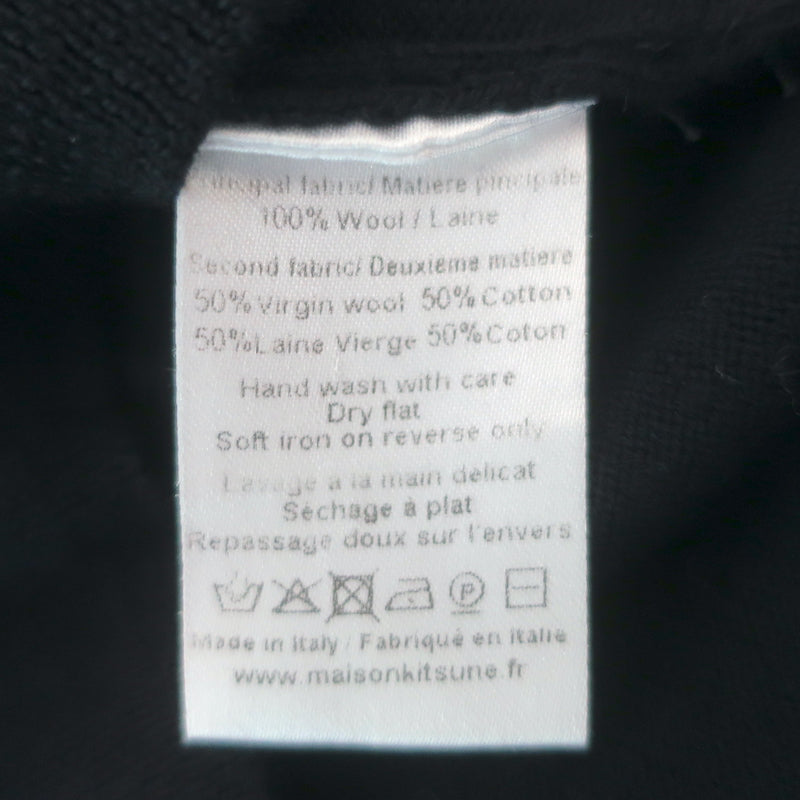 Principal fabric/ Matiere pincipale
100% Wool / Laine
Second fabric/ Deuxieme matiere
50% Virgin wool 50% Cotton
50% Laine Vierge 50% Coton
Hand wash with care
Dry flat
Soft iron on reverse only
Lavage a la main delicat
Séchage à plat
Repassage doux sur l'envers
P
Made in Italy / Fabriqué en Italie
www.maisonkitsune.fr